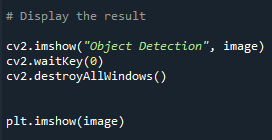 # Display the result
cv2.imshow("Object Detection", image)
cv2.waitKey(0)
cv2.destroyAllWindows()
plt.imshow(image)